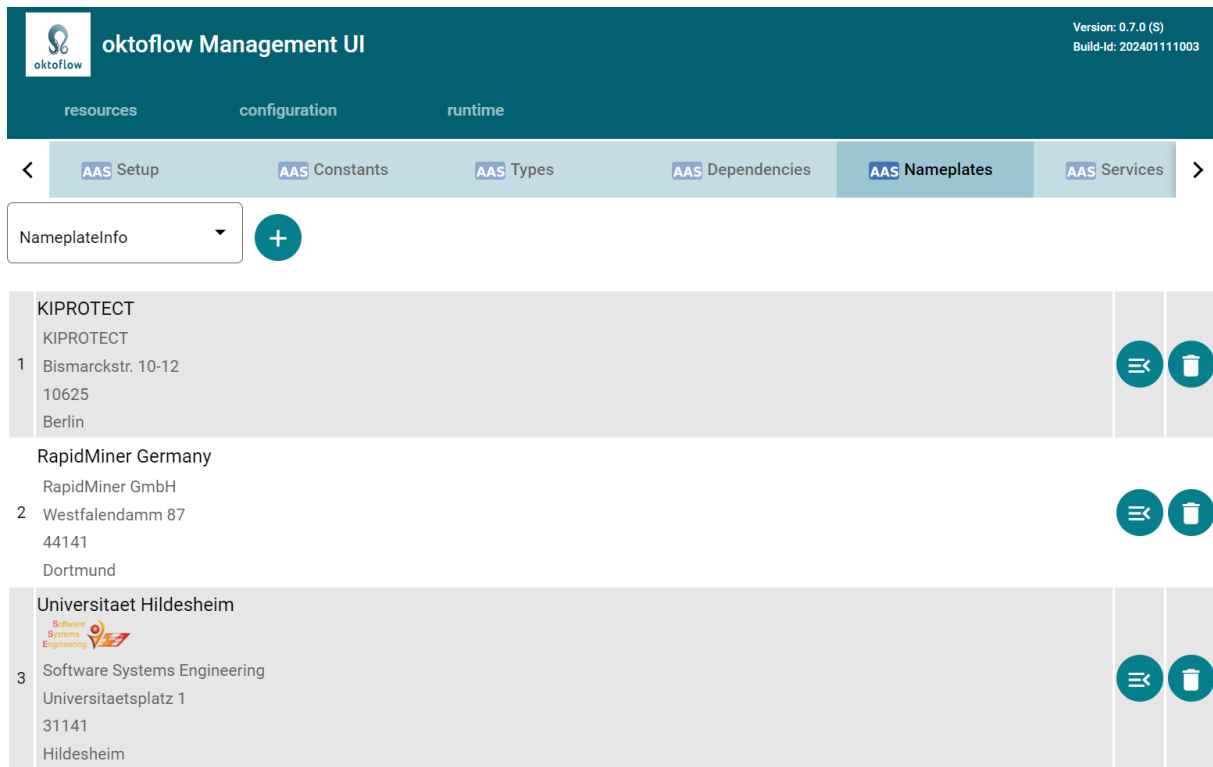 oktoflow
oktoflow Management UI
Version: 0.7.0 (S)
Build-Id: 202401111003
resources configuration runtime
AAS Setup AAS Constants AAS Types AAS Dependencies AAS Nameplates AAS Services
NameplateInfo
KIPROTECT
KIPROTECT
1 Bismarckstr. 10-12
10625
Berlin
RapidMiner Germany
RapidMiner GmbH
2 Westfalendamm 87
44141
Dortmund
Universitaet Hildesheim
Software
Systems
Engineering
3 Software Systems Engineering
Universitaetsplatz 1
31141
Hildesheim